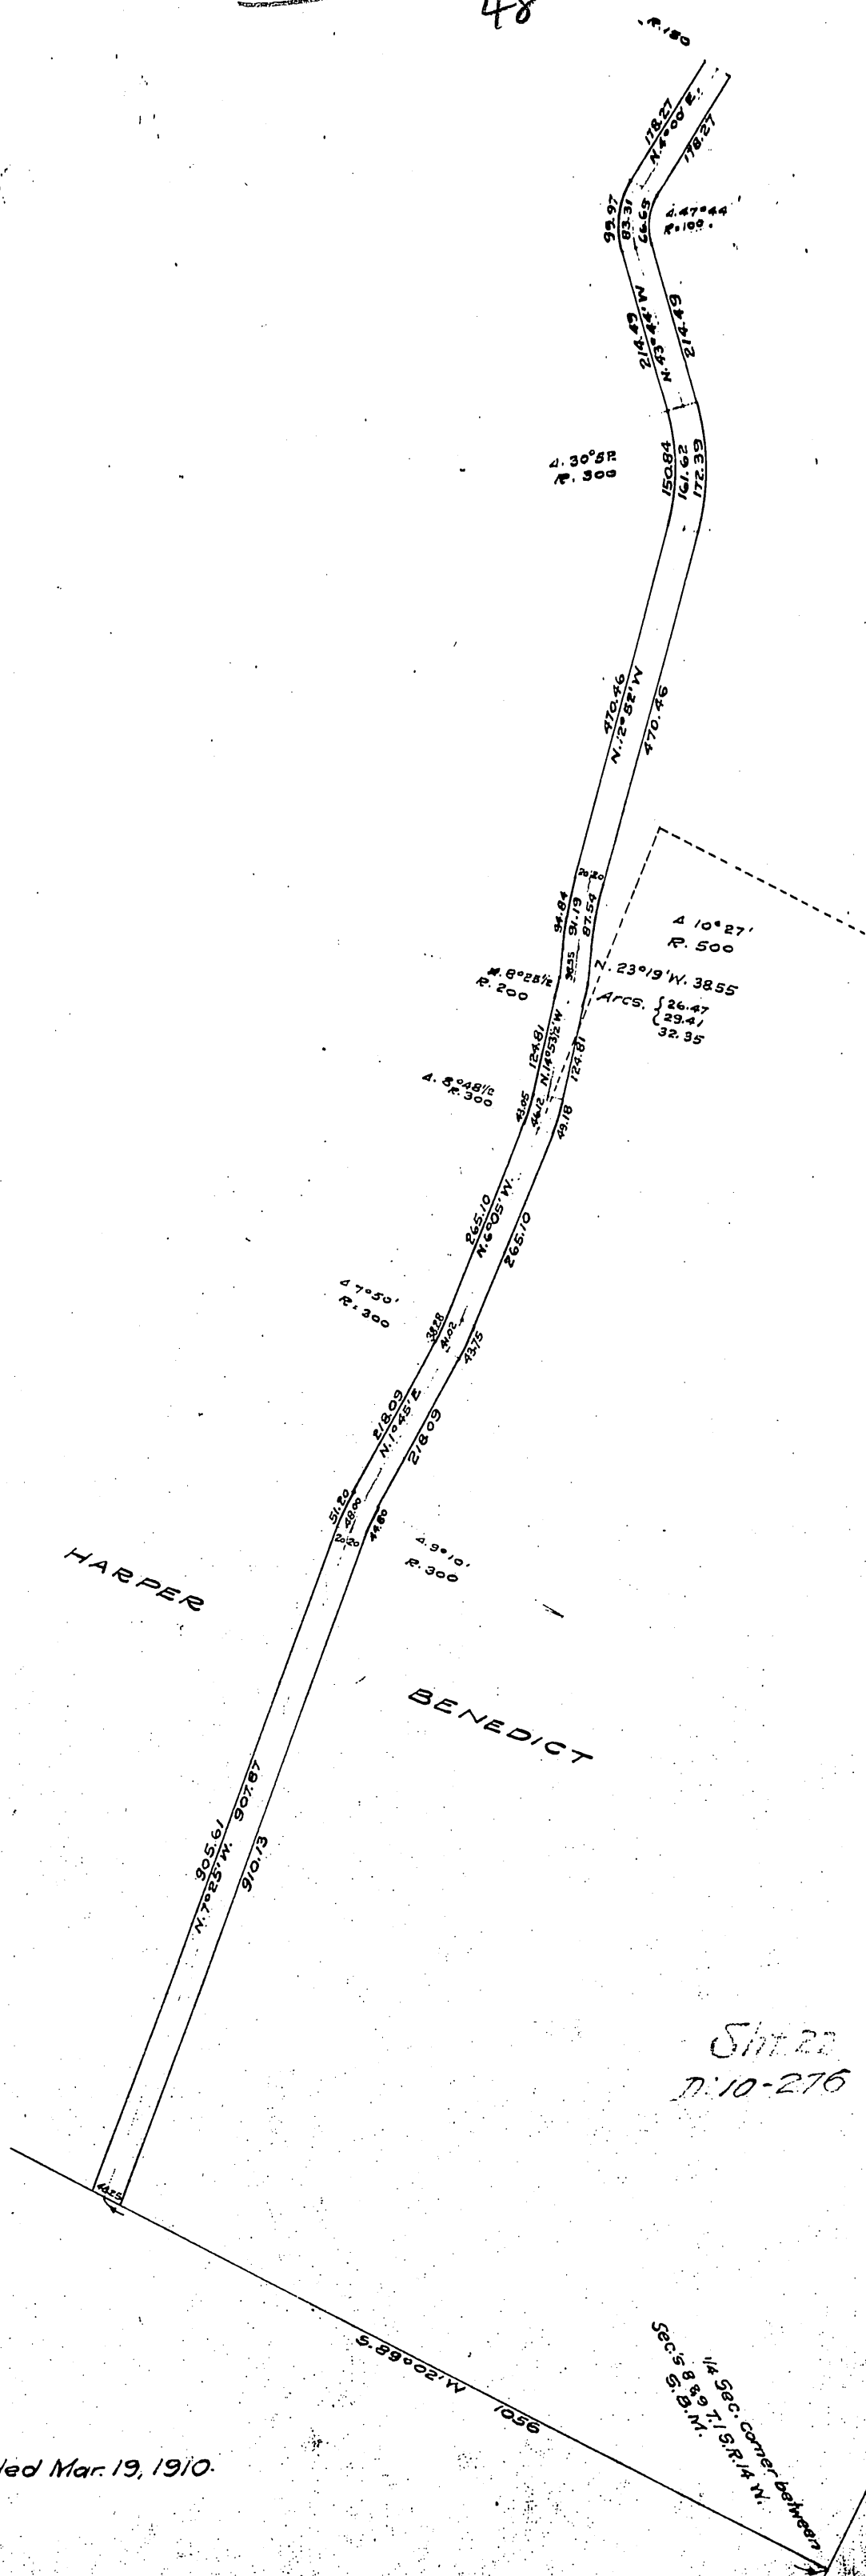 48
R.150
178.27
N.4°00'E.
178.27
99.97
83.31
66.65
Δ.47°44'
R.100.
214.49
N.43°44'W
214.49
Δ.30°52
R. 300
150.84
161.62
172.39
470.46
N.12°52'W
470.46
20 20
94.84
91.19
87.54
Δ 10°27'
R. 500
38.55
N. 23°19'W. 38.55
Arcs. { 26.47
29.41
32.35
R. 200
124.81
N.14°53½'W
124.81
Δ. 8°48½
R.300
43.05
46.12
49.18
265.10
N.6°05'W.
265.10
Δ 7°50'
R.300
38.28
41.02
43.75
218.09
N.1°45'E
218.09
51.20
48.00
44.80
20 20
Δ.9°10'
R.300
HARPER
BENEDICT
905.61
N.7°25'W. 907.87
910.13
Sht 22
D:10-276
S.89°02'W 1056
1/4 Sec. corner between
Sec's 8 & 9 T.1 S.R.14 W.
S.B.M.
led Mar. 19, 1910.